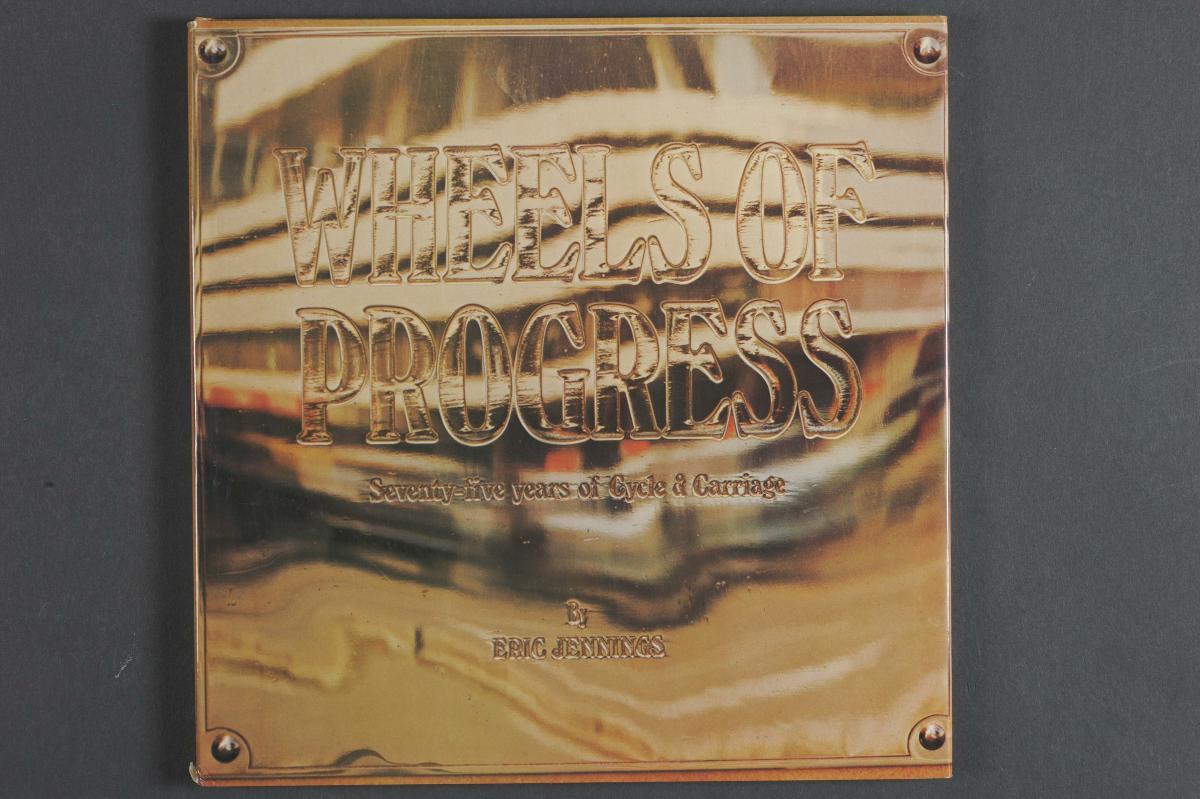 WHEELS OF
PROGRESS
Seventy-five years of Cycle & Carriage
By
ERIC JENNINGS